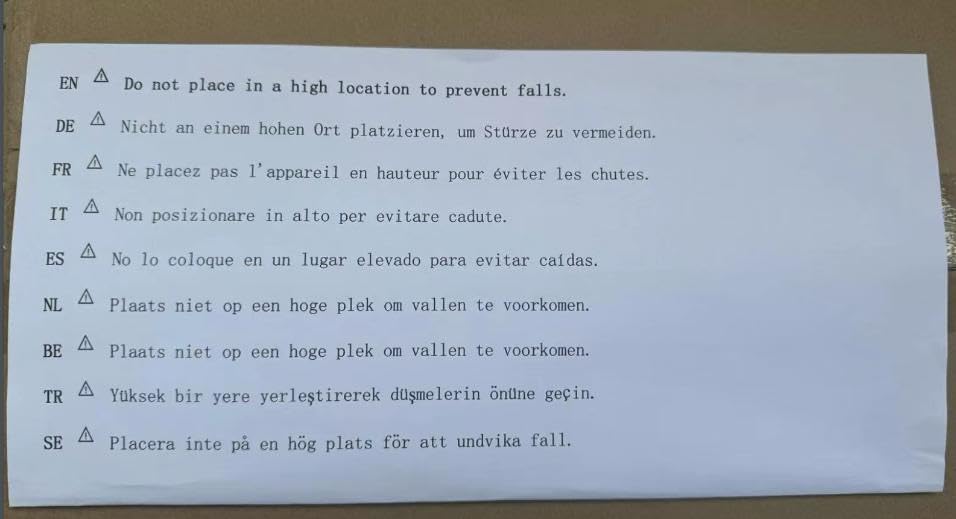 EN ⚠ Do not place in a high location to prevent falls.
DE ⚠ Nicht an einem hohen Ort platzieren, um Stürze zu vermeiden.
FR ⚠ Ne placez pas l'appareil en hauteur pour éviter les chutes.
IT ⚠ Non posizionare in alto per evitare cadute.
ES ⚠ No lo coloque en un lugar elevado para evitar caídas.
NL ⚠ Plaats niet op een hoge plek om vallen te voorkomen.
BE ⚠ Plaats niet op een hoge plek om vallen te voorkomen.
TR ⚠ Yüksek bir yere yerleştirerek düşmelerin önüne geçin.
SE ⚠ Placera inte på en hög plats för att undvika fall.